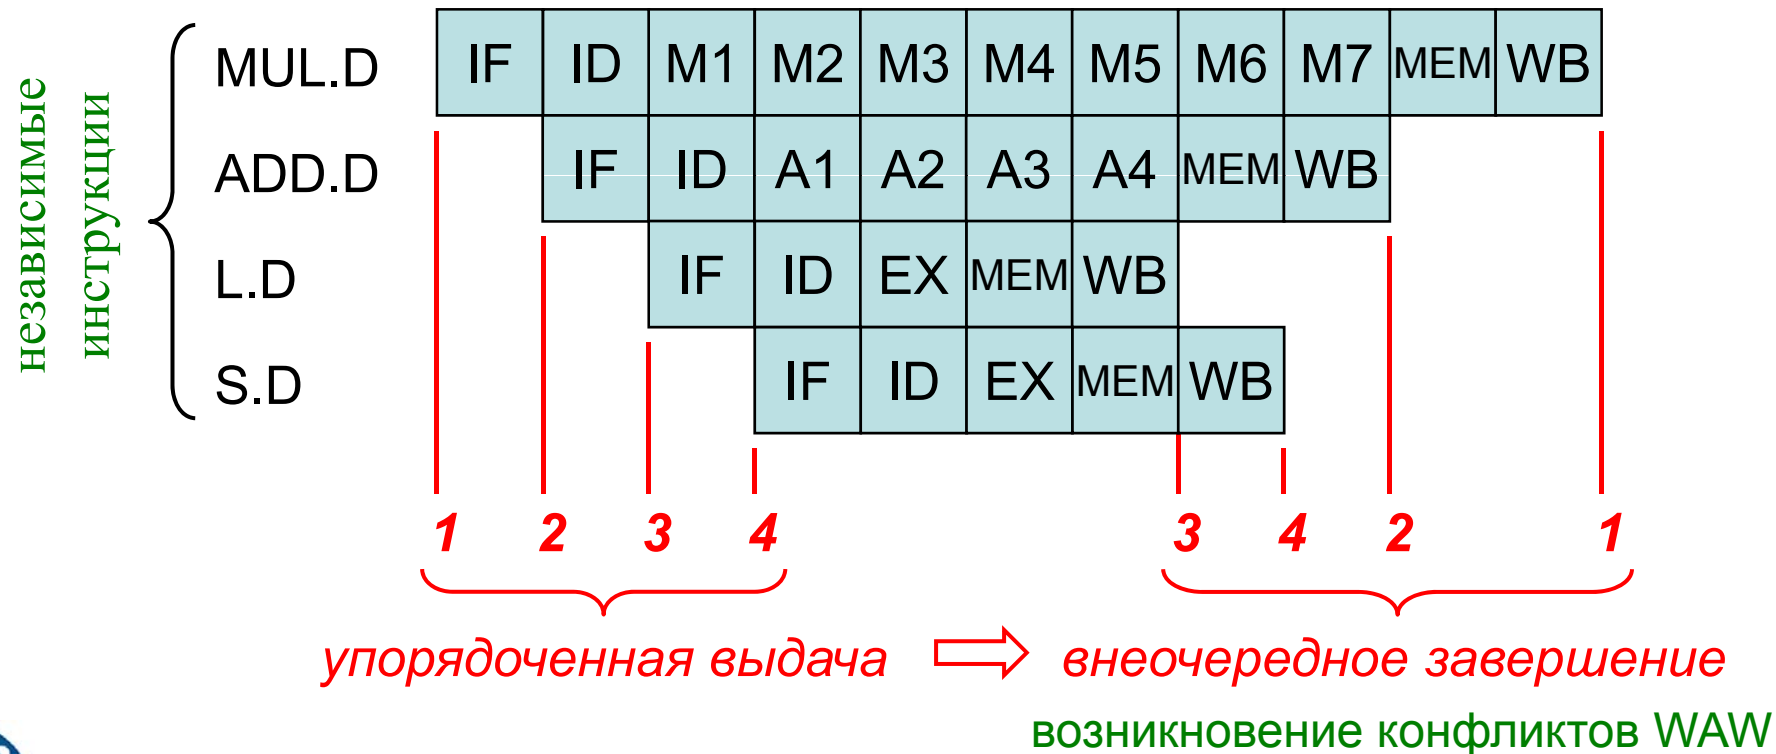 независимые
инструкции
MUL.D IF ID M1 M2 M3 M4 M5 M6 M7 MEM WB
ADD.D IF ID A1 A2 A3 A4 MEM WB
L.D IF ID EX MEM WB
S.D IF ID EX MEM WB
1 2 3 4 3 4 2 1
упорядоченная выдача внеочередное завершение
возникновение конфликтов WAW